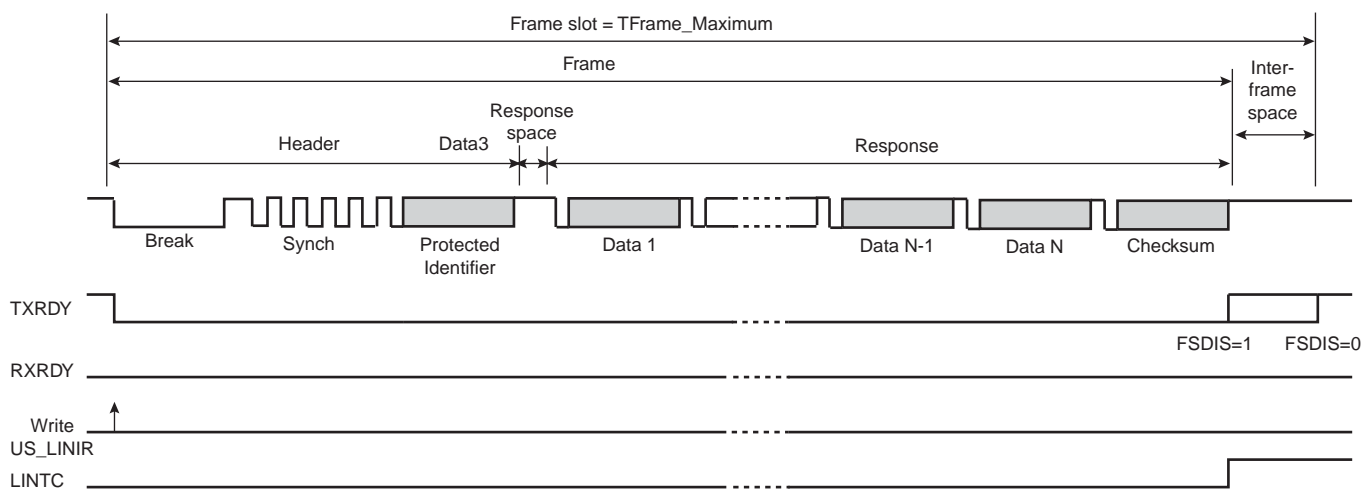 Frame slot = TFrame_Maximum
Frame
Inter-
frame
space
Response
space
Header
Data3
Response
Break
Synch
Protected
Identifier
Data 1
Data N-1
Data N
Checksum
TXRDY
FSDIS=1
FSDIS=0
RXRDY
Write
US_LINIR
LINTC